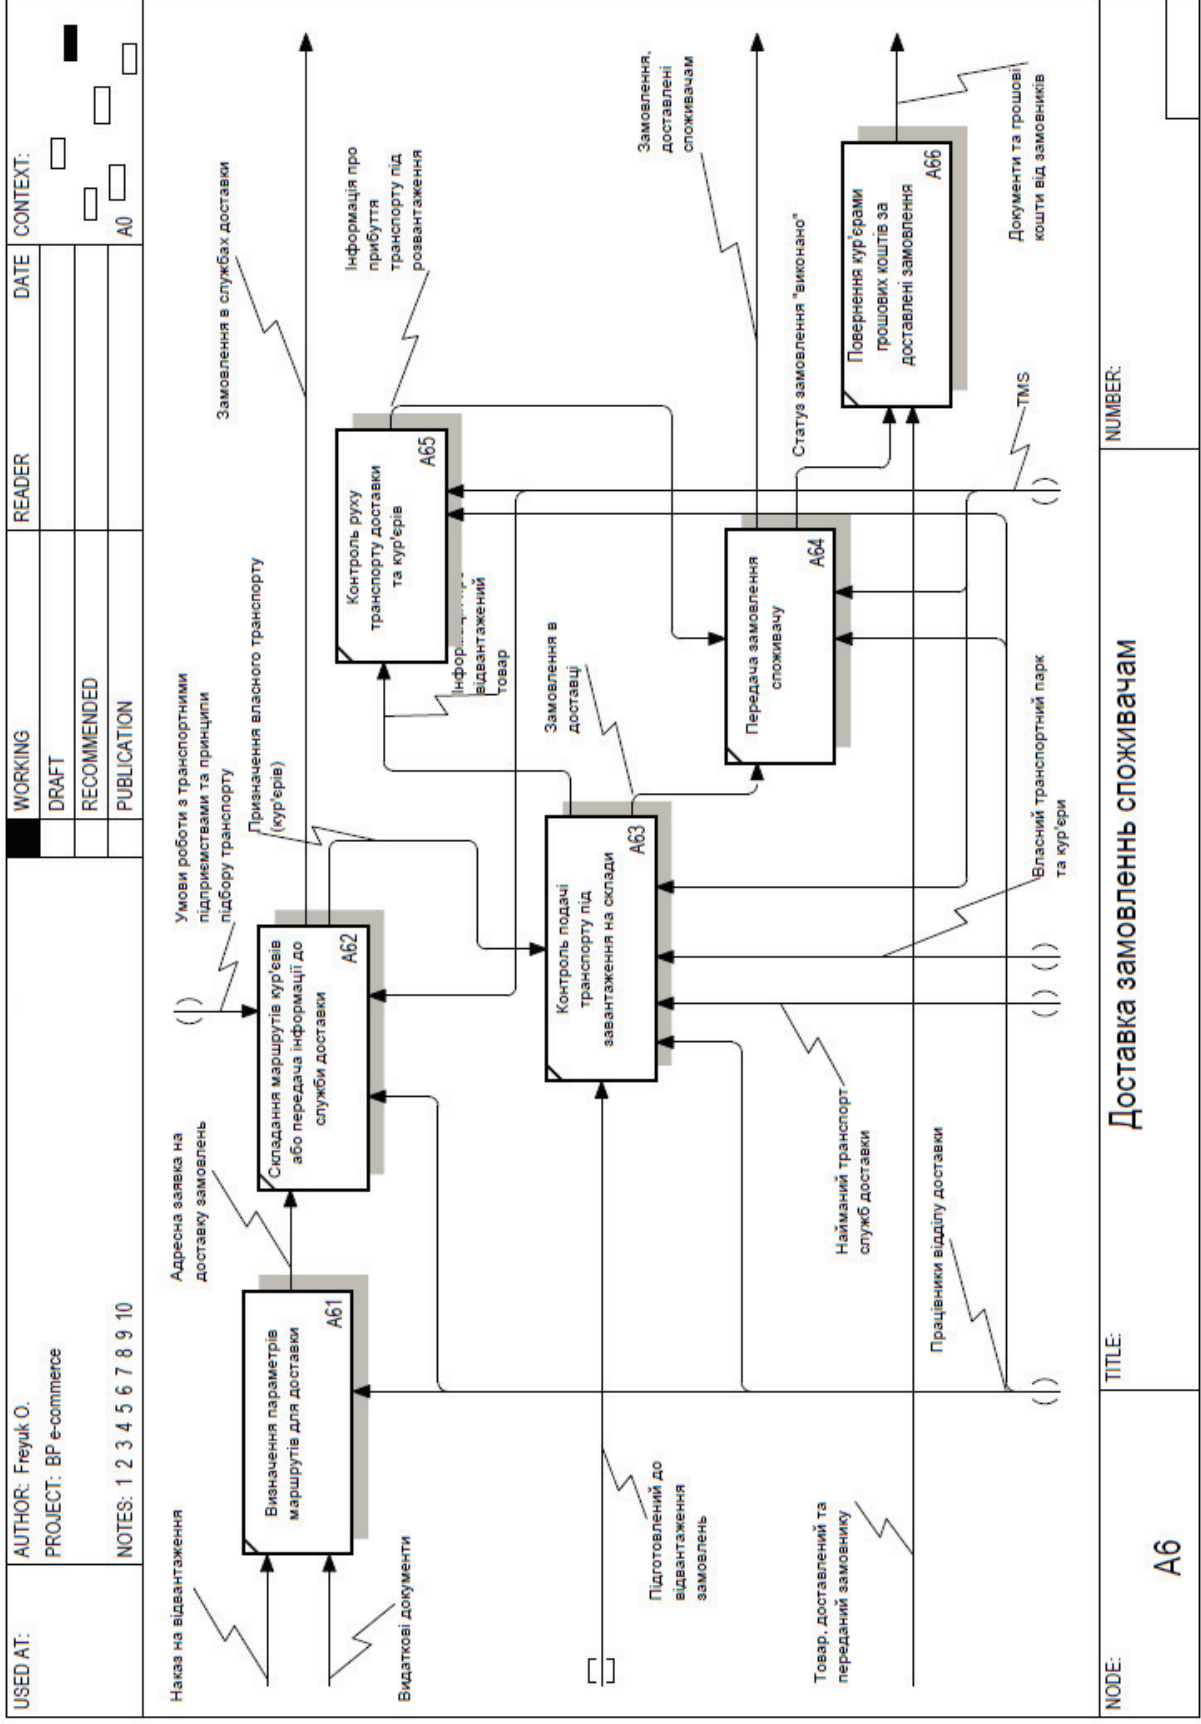 USED AT:
AUTHOR: Freyuk O.
PROJECT: BP e-commerce
NOTES: 1 2 3 4 5 6 7 8 9 10
WORKING
DRAFT
RECOMMENDED
PUBLICATION
READER
DATE
CONTEXT:
A0
Наказ на відвантаження
Видаткові документи
Визначення параметрів
маршрутів для доставки
A61
Адресна заявка на
доставку замовлень
Умови роботи з транспортними
підприємствами та принципи
підбору транспорту
Складання маршрутів кур'євів
або передача інформації до
служби доставки
A62
Призначення власного транспорту
(кур'єрів)
Замовлення в службах доставки
Контроль подачі
транспорту під
завантаження на склади
A63
відвантажений
товар
Замовлення в
доставці
Контроль руху
транспорту доставки
та кур'єрів
A65
Інформація про
прибуття
транспорту під
розвантаження
Передача замовлення
споживачу
A64
Замовлення,
доставлені
споживачам
Статуз замовлення "виконано"
Повернення кур'єрами
грошових коштів за
доставлені замовлення
A66
Документи та грошові
кошти від замовників
Підготовлений до
відвантаження
замовлень
Товар, доставлений та
переданий замовнику
Працівники відділу доставки
Найманий транспорт
служб доставки
Власний транспортний парк
та кур'єри
TMS
NODE:
A6
TITLE:
Доставка замовленнь споживачам
NUMBER: